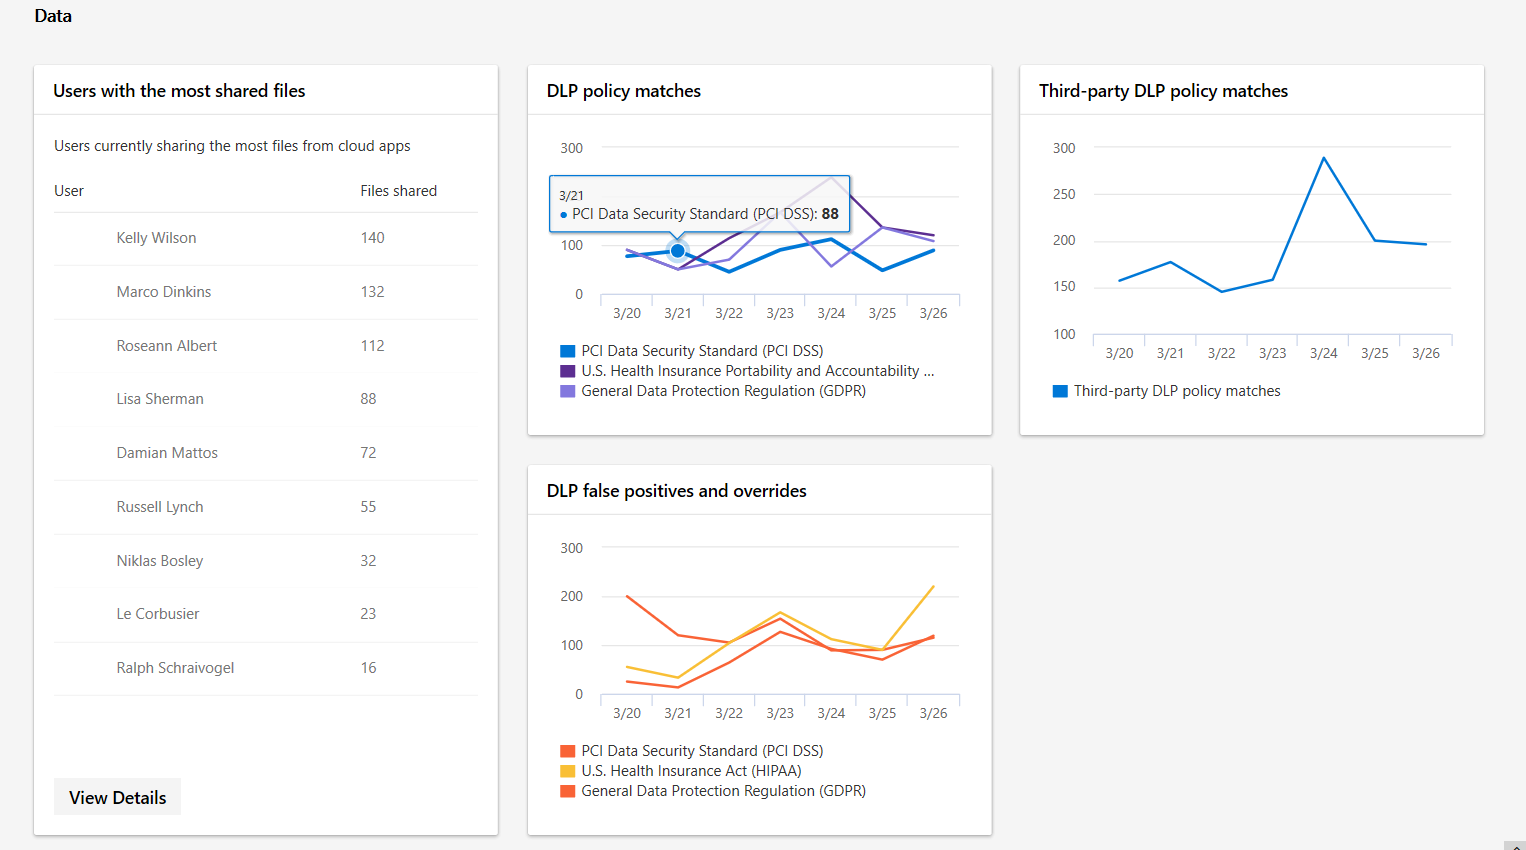 Data
Users with the most shared files
Users currently sharing the most files from cloud apps
User Files shared
Kelly Wilson 140
Marco Dinkins 132
Roseann Albert 112
Lisa Sherman 88
Damian Mattos 72
Russell Lynch 55
Niklas Bosley 32
Le Corbusier 23
Ralph Schraivogel 16
View Details
DLP policy matches
300
3/21
PCI Data Security Standard (PCI DSS): 88
100
0
3/20 3/21 3/22 3/23 3/24 3/25 3/26
PCI Data Security Standard (PCI DSS)
U.S. Health Insurance Portability and Accountability ...
General Data Protection Regulation (GDPR)
Third-party DLP policy matches
300
250
200
150
100
3/20 3/21 3/22 3/23 3/24 3/25 3/26
Third-party DLP policy matches
DLP false positives and overrides
300
200
100
0
3/20 3/21 3/22 3/23 3/24 3/25 3/26
PCI Data Security Standard (PCI DSS)
U.S. Health Insurance Act (HIPAA)
General Data Protection Regulation (GDPR)